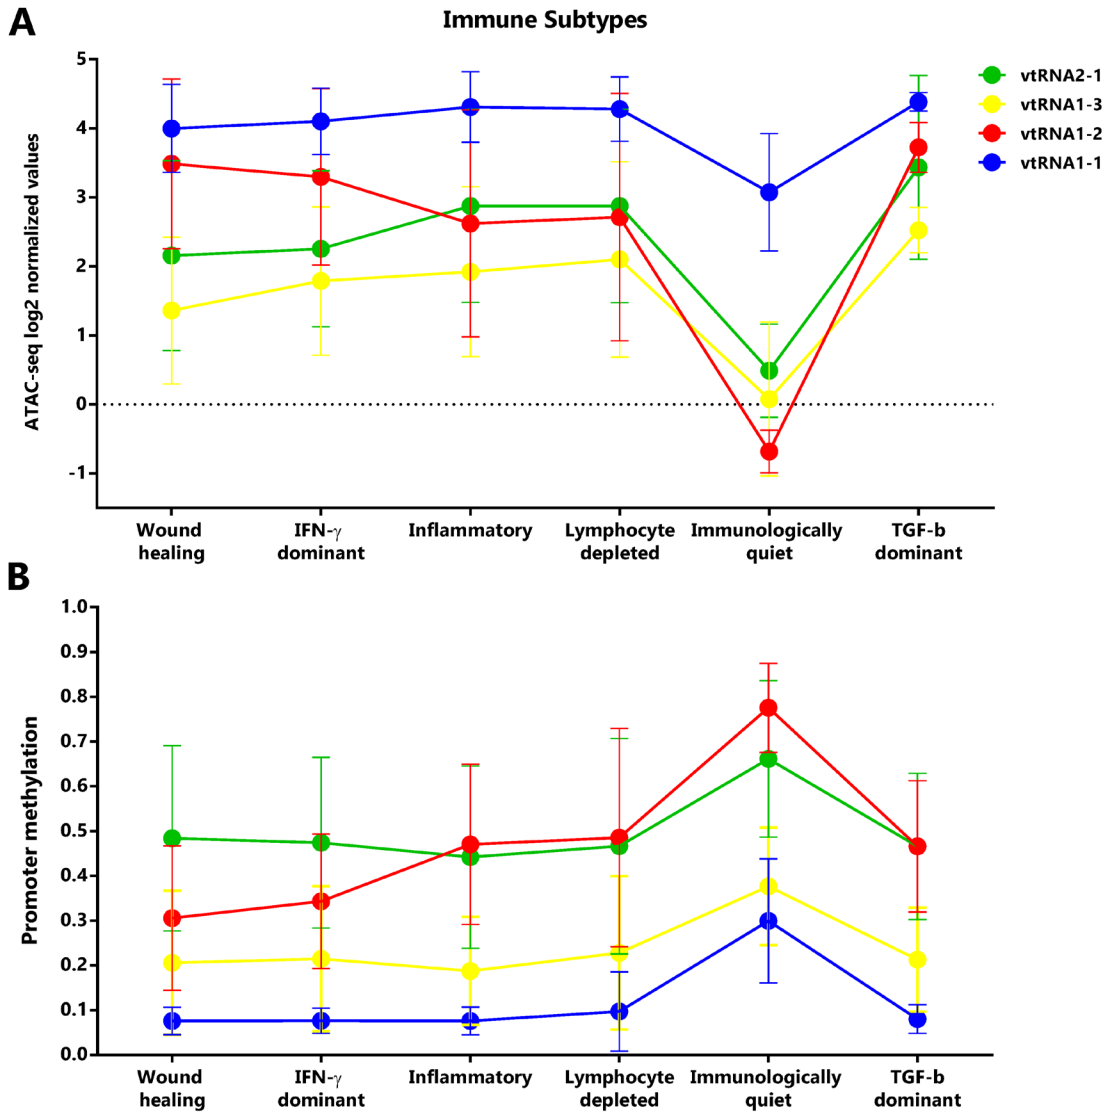 A
Immune Subtypes
ATAC-seq log2 normalized values
5
4
3
2
1
0
-1
Wound healing
IFN-γ dominant
Inflammatory
Lymphocyte depleted
Immunologically quiet
TGF-b dominant
vtRNA2-1
vtRNA1-3
vtRNA1-2
vtRNA1-1
B
Promoter methylation
1.0
0.9
0.8
0.7
0.6
0.5
0.4
0.3
0.2
0.1
0.0
Wound healing
IFN-γ dominant
Inflammatory
Lymphocyte depleted
Immunologically quiet
TGF-b dominant